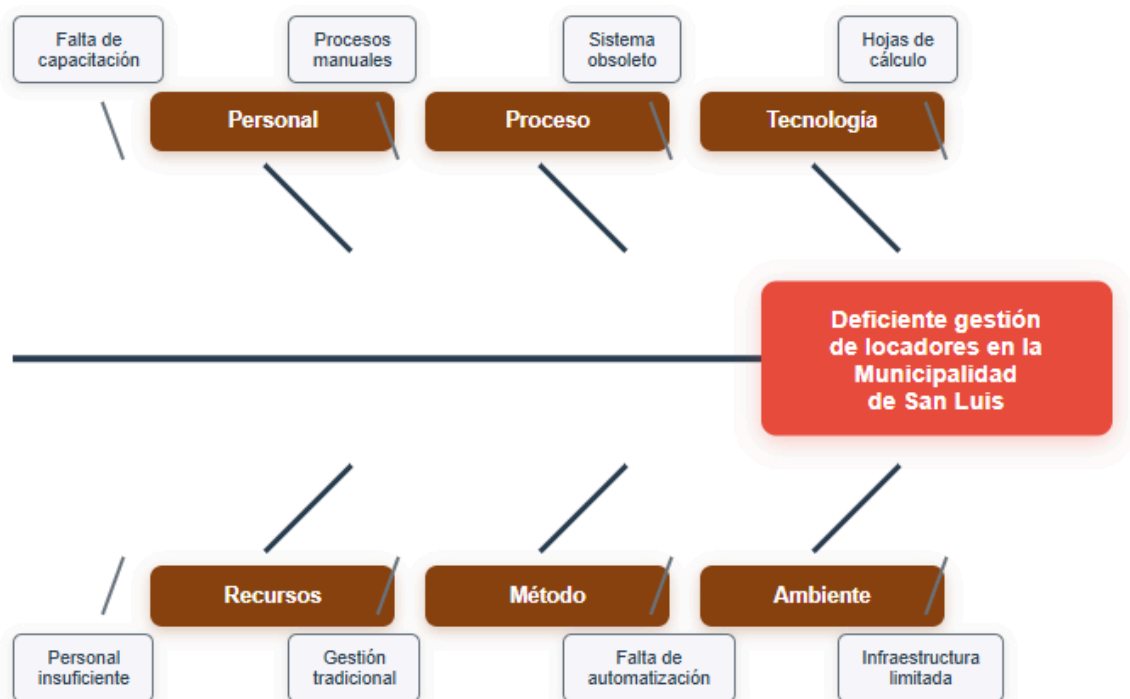 Falta de
capacitación
Procesos
manuales
Sistema
obsoleto
Hojas de
cálculo
Personal
Proceso
Tecnología
Deficiente gestión
de locadores en la
Municipalidad
de San Luis
Recursos
Método
Ambiente
Personal
insuficiente
Gestión
tradicional
Falta de
automatización
Infraestructura
limitada